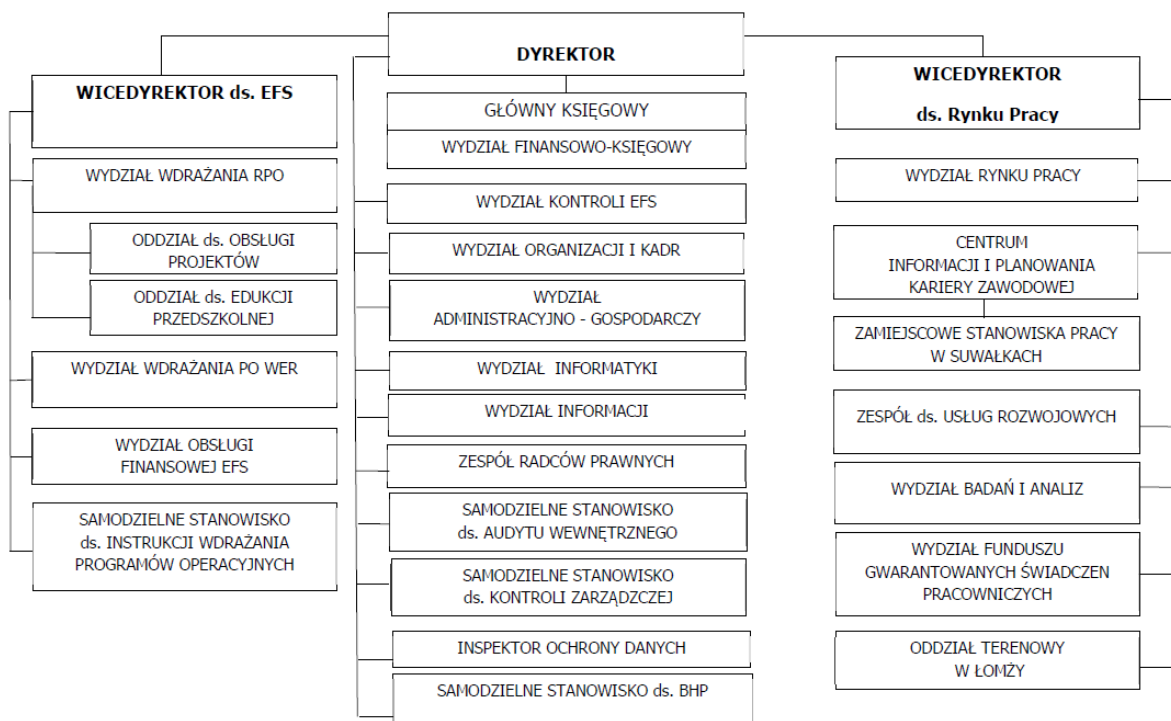 DYREKTOR
WICEDYREKTOR ds. EFS
WYDZIAŁ WDRAŻANIA RPO
ODDZIAŁ ds. OBSŁUGI
PROJEKTÓW
ODDZIAŁ ds. EDUKCJI
PRZEDSZKOLNEJ
WYDZIAŁ WDRAŻANIA PO WER
WYDZIAŁ OBSŁUGI
FINANSOWEJ EFS
SAMODZIELNE STANOWISKO
ds. INSTRUKCJI WDRAŻANIA
PROGRAMÓW OPERACYJNYCH
GŁÓWNY KSIĘGOWY
WYDZIAŁ FINANSOWO-KSIĘGOWY
WYDZIAŁ KONTROLI EFS
WYDZIAŁ ORGANIZACJI I KADR
WYDZIAŁ
ADMINISTRACYJNO - GOSPODARCZY
WYDZIAŁ INFORMATYKI
WYDZIAŁ INFORMACJI
ZESPÓŁ RADCÓW PRAWNYCH
SAMODZIELNE STANOWISKO
ds. AUDYTU WEWNĘTRZNEGO
SAMODZIELNE STANOWISKO
ds. KONTROLI ZARZĄDZCZEJ
INSPEKTOR OCHRONY DANYCH
SAMODZIELNE STANOWISKO ds. BHP
WICEDYREKTOR
ds. Rynku Pracy
WYDZIAŁ RYNKU PRACY
CENTRUM
INFORMACJI I PLANOWANIA
KARIERY ZAWODOWEJ
ZAMIEJSCOWE STANOWISKA PRACY
W SUWAŁKACH
ZESPÓŁ ds. USŁUG ROZWOJOWYCH
WYDZIAŁ BADAŃ I ANALIZ
WYDZIAŁ FUNDUSZU
GWARANTOWANYCH ŚWIADCZEN
PRACOWNICZYCH
ODDZIAŁ TERENOWY
W ŁOMŻY